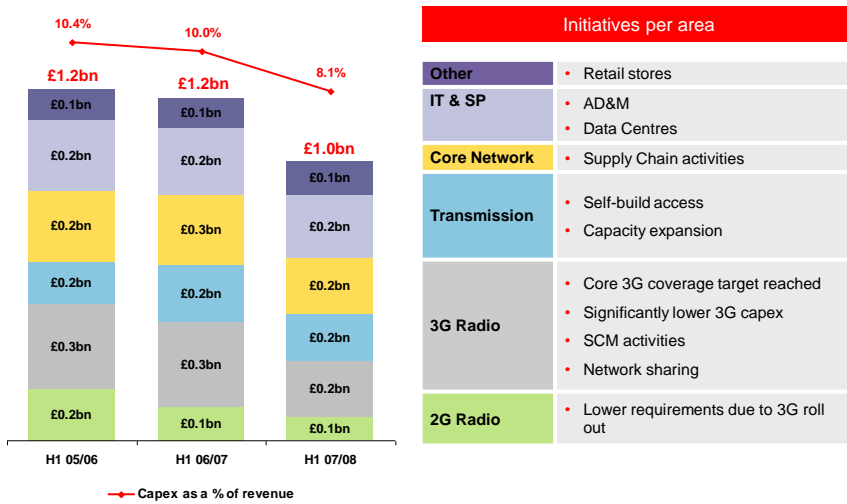 10.4%
10.0%
8.1%
£1.2bn
£1.2bn
£1.0bn
£0.1bn
£0.2bn
£0.2bn
£0.2bn
£0.3bn
£0.2bn
£0.1bn
£0.2bn
£0.3bn
£0.2bn
£0.3bn
£0.1bn
£0.1bn
£0.2bn
£0.2bn
£0.2bn
£0.2bn
£0.1bn
H1 05/06
H1 06/07
H1 07/08
Capex as a % of revenue
Initiatives per area
Other
• Retail stores
IT & SP
• AD&M
• Data Centres
Core Network
• Supply Chain activities
Transmission
• Self-build access
• Capacity expansion
3G Radio
• Core 3G coverage target reached
• Significantly lower 3G capex
• SCM activities
• Network sharing
2G Radio
• Lower requirements due to 3G roll
out